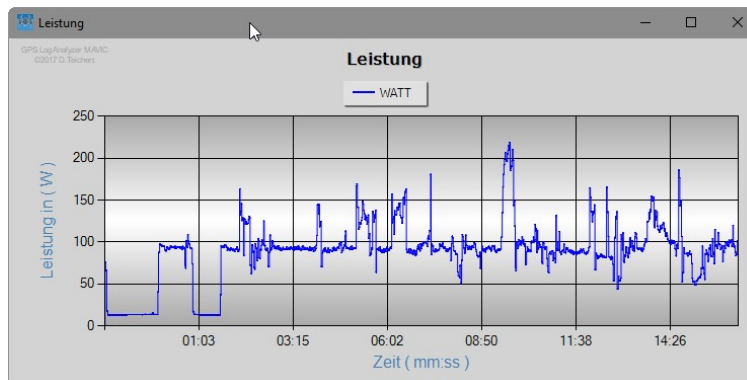 Leistung
GPS LogAnalyzer MAVIC
©2017 D.Teichert
Leistung
WATT
250
200
150
100
50
0
Leistung in ( W )
01:03 03:15 06:02 08:50 11:38 14:26
Zeit ( mm:ss )